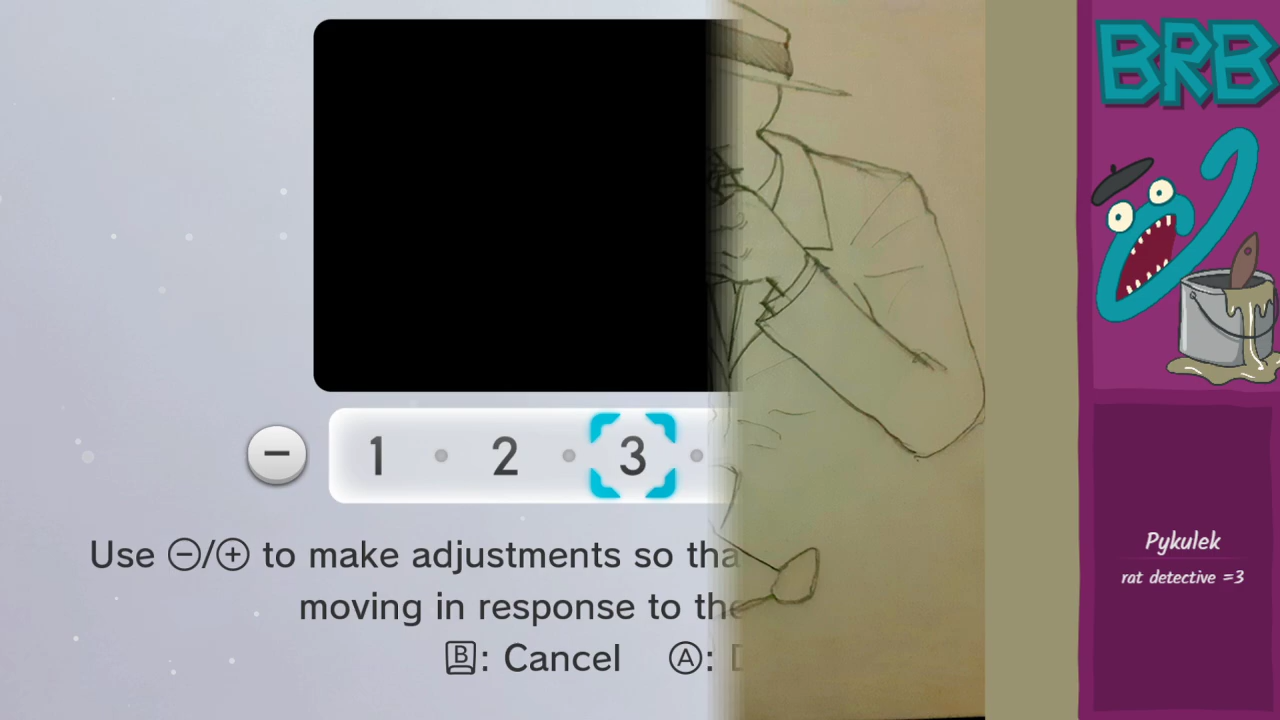 BRB
1 2 3
Use ⊖/⊕ to make adjustments so tha
moving in response to the
B: Cancel A:
Pykulek
rat detective =3